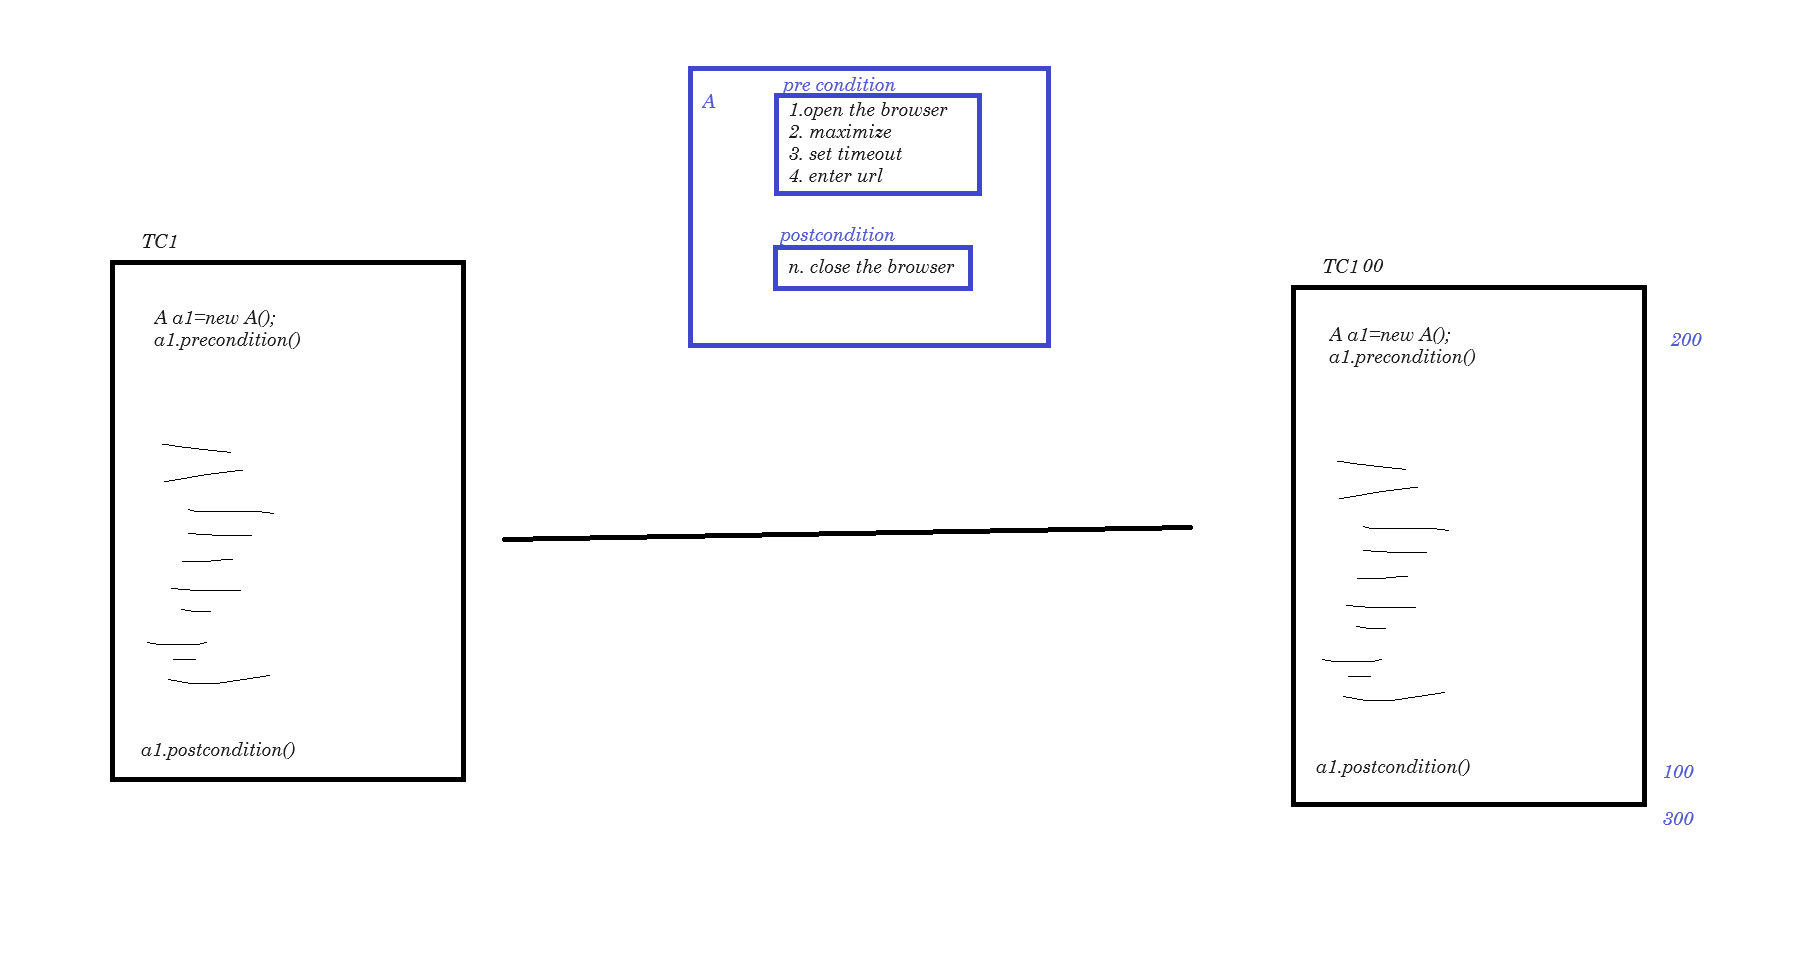 pre condition
A
1.open the browser
2. maximize
3. set timeout
4. enter url
postcondition
n. close the browser
TC1
A a1=new A();
a1.precondition()
a1.postcondition()
TC1 00
A a1=new A();
a1.precondition()
200
a1.postcondition()
100
300